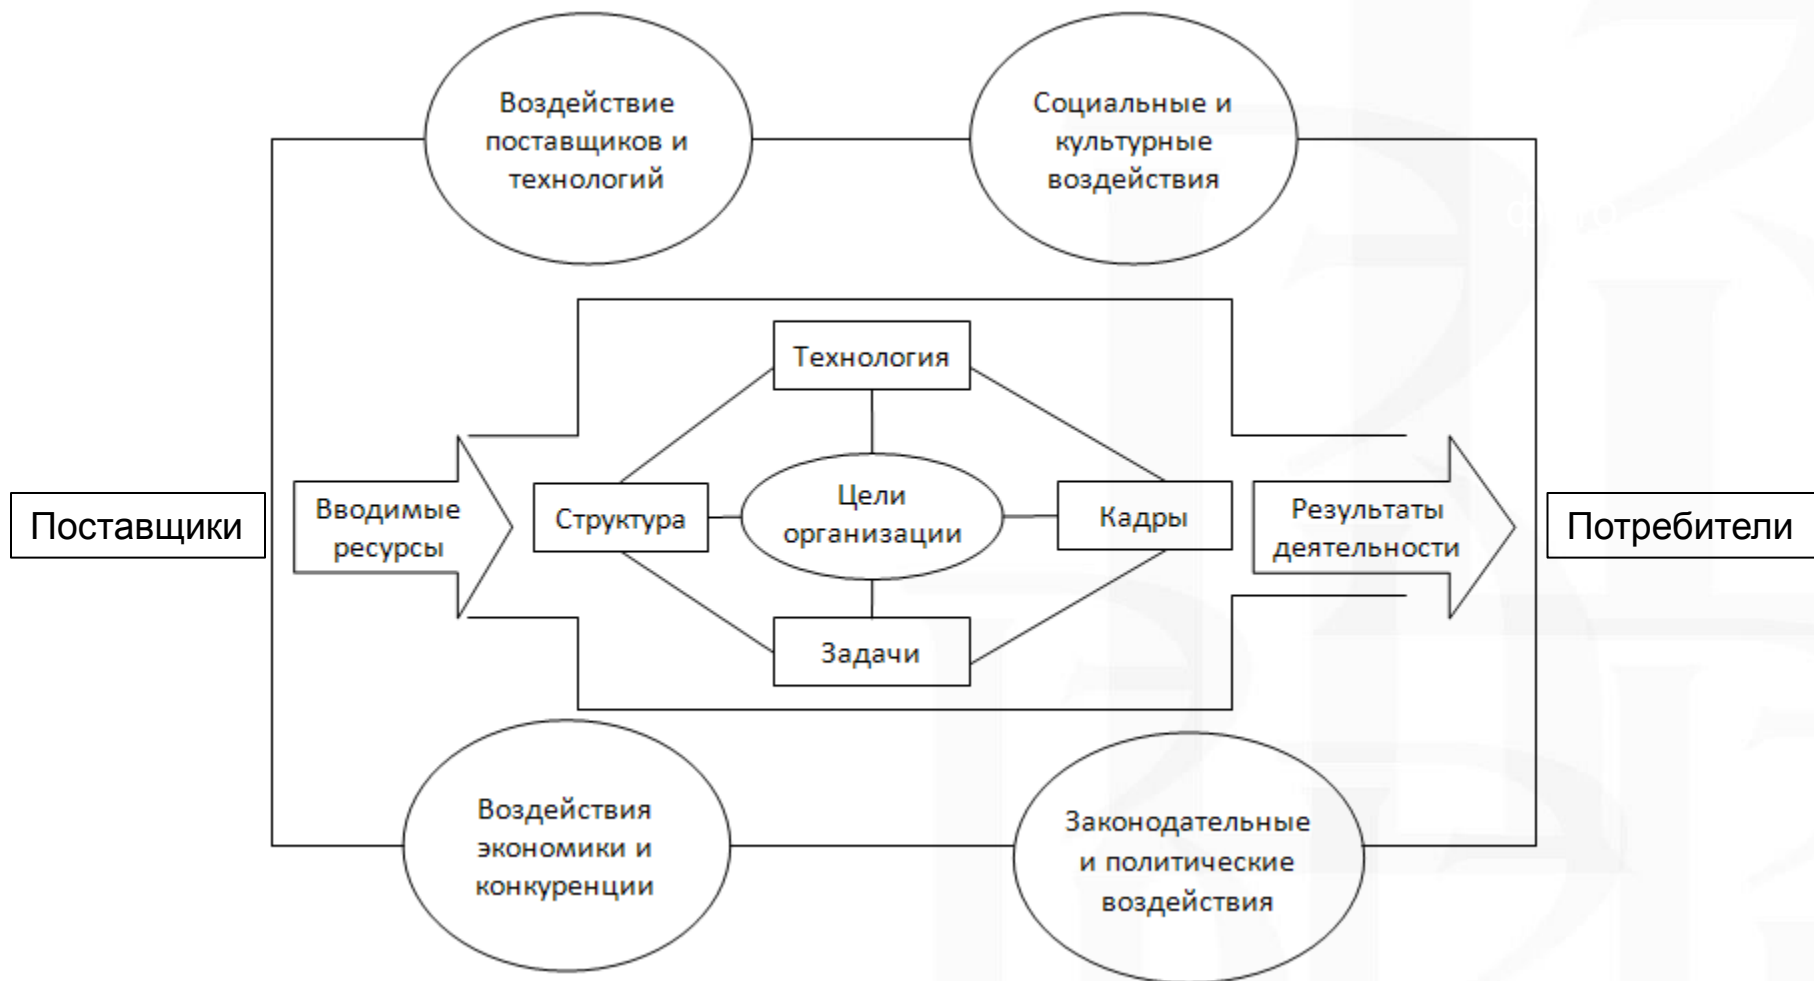 Воздействие
поставщиков и
технологий
Социальные и
культурные
воздействия
Технология
Поставщики
Вводимые
ресурсы
Структура
Цели
организации
Кадры
Результаты
деятельности
Потребители
Задачи
Воздействия
экономики и
конкуренции
Законодательные
и политические
воздействия